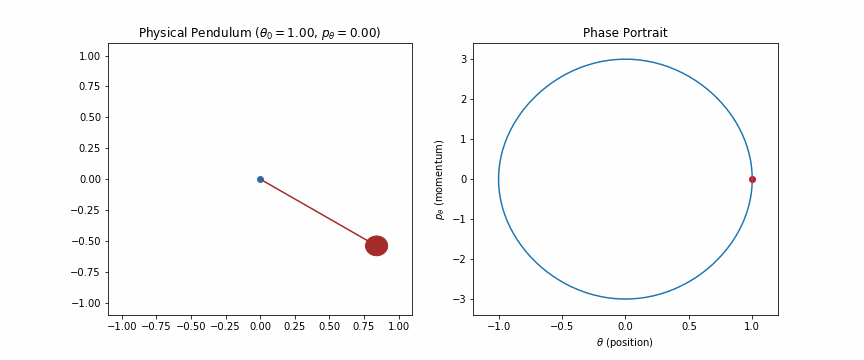 Physical Pendulum (θ₀ = 1.00, p_θ = 0.00)
1.00
0.75
0.50
0.25
0.00
−0.25
−0.50
−0.75
−1.00
−1.00 −0.75 −0.50 −0.25 0.00 0.25 0.50 0.75 1.00
Phase Portrait
p_θ (momentum)
3
2
1
0
−1
−2
−3
−1.0 −0.5 0.0 0.5 1.0
θ (position)